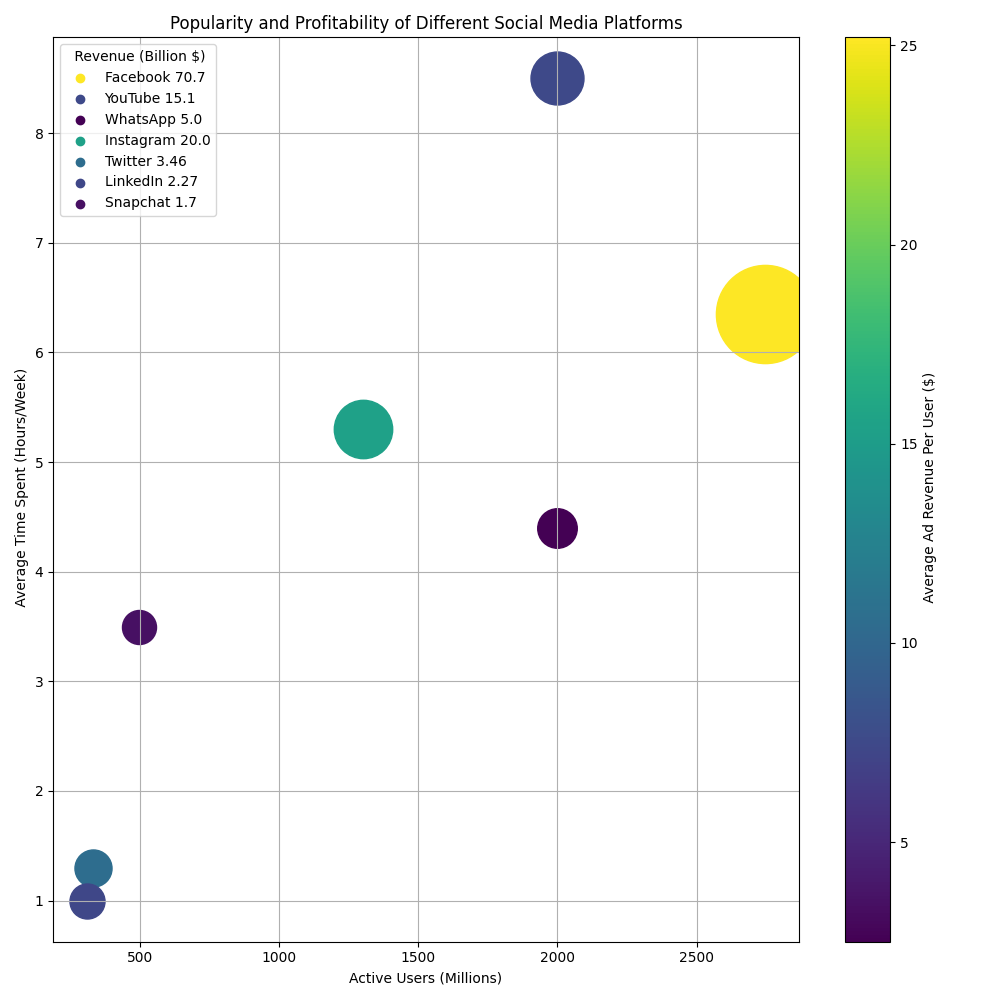 Popularity and Profitability of Different Social Media Platforms
Revenue (Billion $)
Facebook 70.7
YouTube 15.1
WhatsApp 5.0
Instagram 20.0
Twitter 3.46
LinkedIn 2.27
Snapchat 1.7
Average Time Spent (Hours/Week)
8
7
6
5
4
3
2
1
500
1000
1500
2000
2500
Active Users (Millions)
25
20
15
10
5
Average Ad Revenue Per User ($)